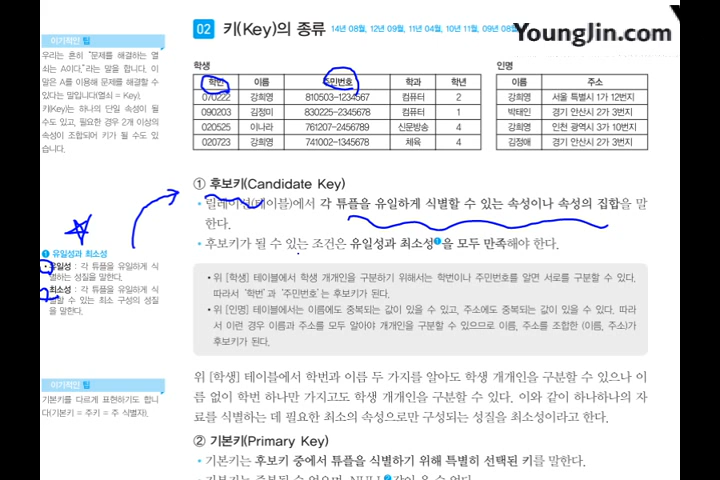 02 키(Key)의 종류 14년 08월, 12년 09월, 11년 04월, 10년 11월, 09년 08월
YoungJin.com
이기적인 팁
우리는 흔히 "문제를 해결하는 열
쇠는 A이다."라는 말을 합니다. 이
말은 A를 이용해 문제를 해결할 수
있다는 말입니다(열쇠 = Key).
키(Key)는 하나의 단일 속성이 될
수도 있고, 필요한 경우 2개 이상의
속성이 조합되어 키가 될 수도 있
습니다.
학생
학번 이름 주민번호 학과 학년
070222 강희영 810503-1234567 컴퓨터 2
090203 김정미 830225-2345678 컴퓨터 1
020525 이나라 761207-2456789 신문방송 4
020723 강희영 741002-1345678 체육 4
인명
이름 주소
강희영 서울 특별시 1가 12번지
박태인 경기 안산시 2가 3번지
강희영 인천 광역시 3가 10번지
김정애 경기 안산시 2가 3번지
① 후보키(Candidate Key)
• 릴레이션(테이블)에서 각 튜플을 유일하게 식별할 수 있는 속성이나 속성의 집합을 말
한다.
• 후보키가 될 수 있는 조건은 유일성과 최소성❶을 모두 만족해야 한다.
❶ 유일성과 최소성
• 유일성 : 각 튜플을 유일하게 식
별하는 성질을 말한다.
• 최소성 : 각 튜플을 유일하게 식
별할 수 있는 최소 구성의 성질
을 말한다.
• 위 [학생] 테이블에서 학생 개개인을 구분하기 위해서는 학번이나 주민번호를 알면 서로를 구분할 수 있다.
따라서 '학번'과 '주민번호'는 후보키가 된다.
• 위 [인명] 테이블에서는 이름에도 중복되는 값이 있을 수 있고, 주소에도 중복되는 값이 있을 수 있다. 따라
서 이런 경우 이름과 주소를 모두 알아야 개개인을 구분할 수 있으므로 이름, 주소를 조합한 (이름, 주소)가
후보키가 된다.
위 [학생] 테이블에서 학번과 이름 두 가지를 알아도 학생 개개인을 구분할 수 있으나 이
름 없이 학번 하나만 가지고도 학생 개개인을 구분할 수 있다. 이와 같이 하나하나의 자
료를 식별하는 데 필요한 최소의 속성으로만 구성되는 성질을 최소성이라고 한다.
이기적인 팁
기본키를 다르게 표현하기도 합니
다(기본키 = 주키 = 주 식별자).
② 기본키(Primary Key)
• 기본키는 후보키 중에서 튜플을 식별하기 위해 특별히 선택된 키를 말한다.